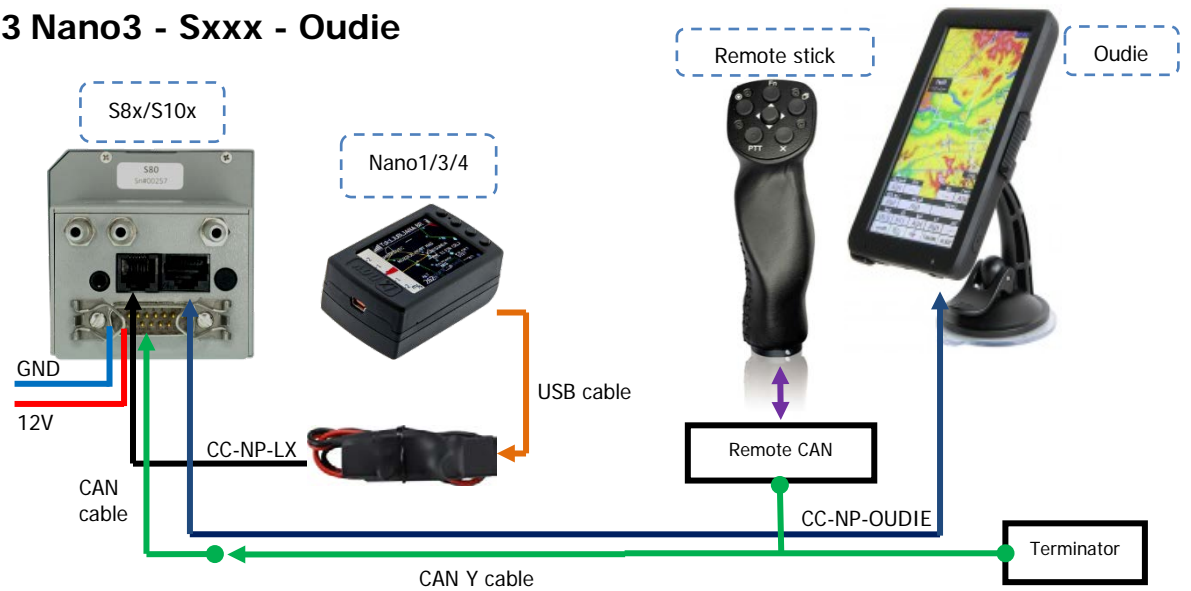 3 Nano3 - Sxxx - Oudie
Remote stick
Oudie
S8x/S10x
Nano1/3/4
S80
Fn
PTT
X
GND
12V
USB cable
CC-NP-LX
Remote CAN
CAN
cable
CC-NP-OUDIE
Terminator
CAN Y cable